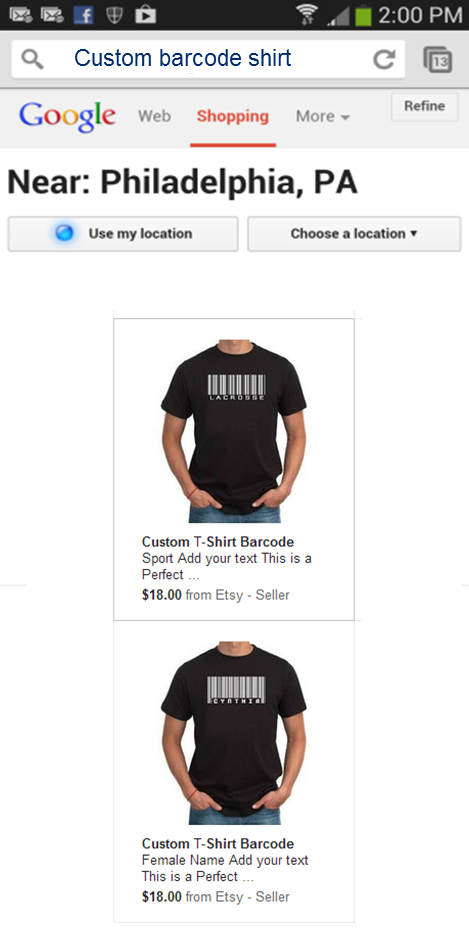 2:00 PM
Custom barcode shirt
13
Google Web Shopping More Refine
Near: Philadelphia, PA
Use my location
Choose a location
LACROSSE
Custom T-Shirt Barcode
Sport Add your text This is a
Perfect ...
$18.00 from Etsy - Seller
CYNTHIA
Custom T-Shirt Barcode
Female Name Add your text
This is a Perfect ...
$18.00 from Etsy - Seller